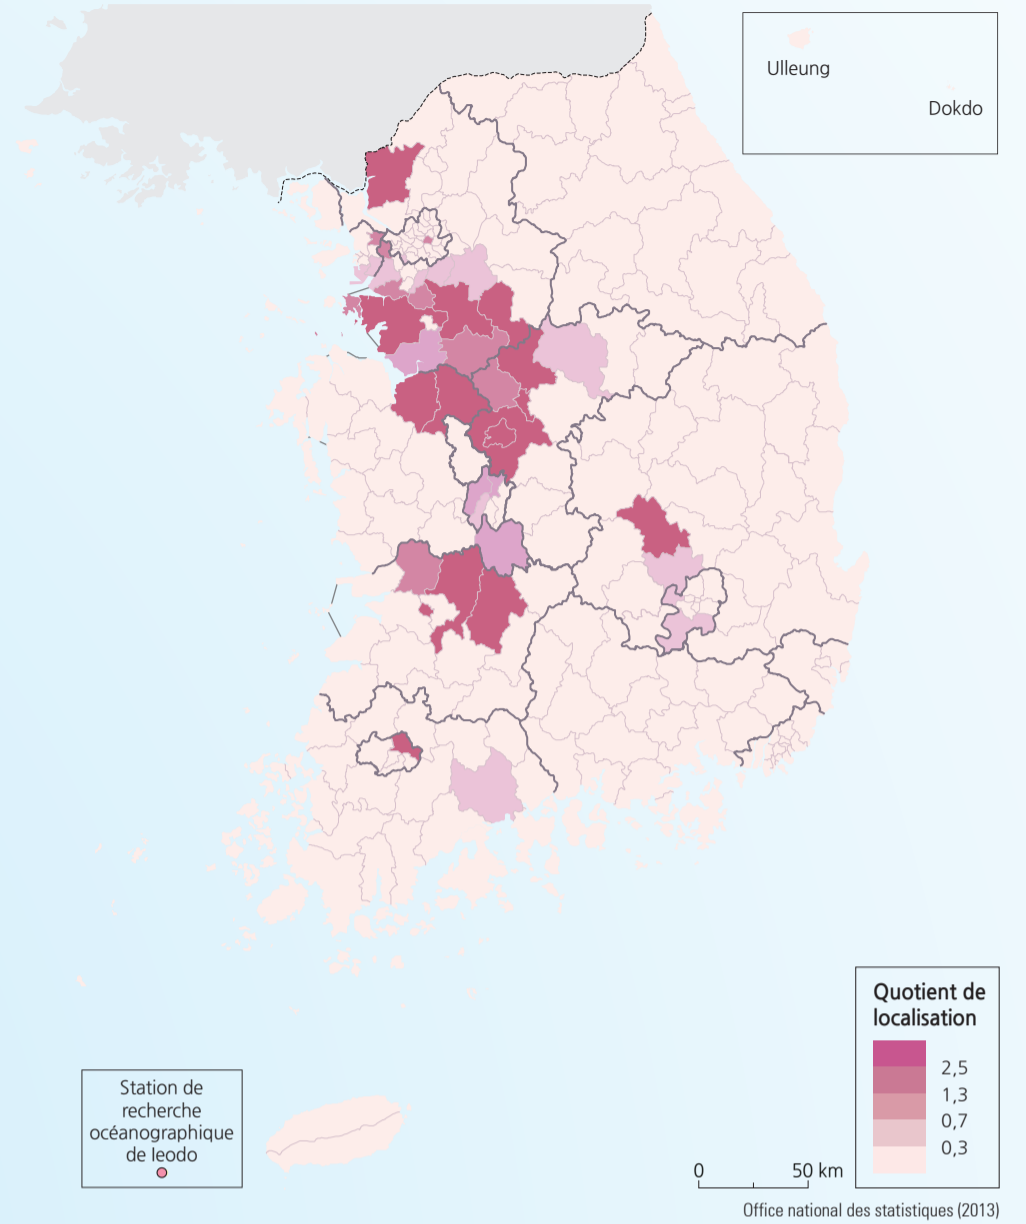 Ulleung
Dokdo
Quotient de
localisation
2,5
1,3
0,7
0,3
Station de
recherche
océanographique
de Ieodo
0 50 km
Office national des statistiques (2013)